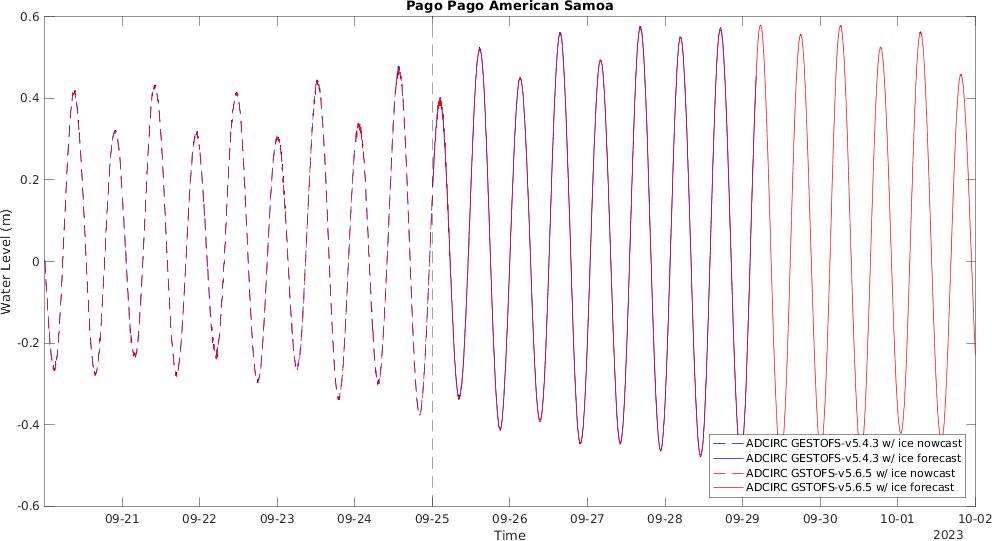 Pago Pago American Samoa
0.6
0.4
0.2
0
-0.2
-0.4
-0.6
Water Level (m)
ADCIRC GESTOFS-v5.4.3 w/ ice nowcast
ADCIRC GESTOFS-v5.4.3 w/ ice forecast
ADCIRC GSTOFS-v5.6.5 w/ ice nowcast
ADCIRC GSTOFS-v5.6.5 w/ ice forecast
09-21 09-22 09-23 09-24 09-25 09-26 09-27 09-28 09-29 09-30 10-01 10-02
Time
2023